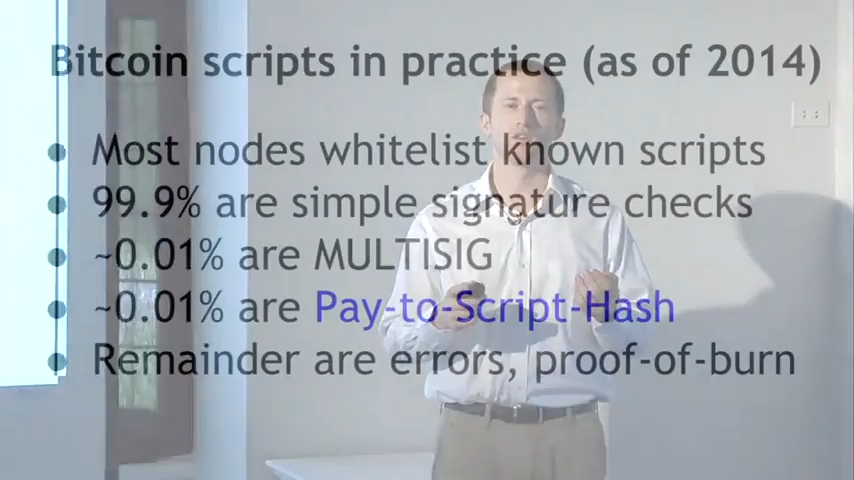 Bitcoin scripts in practice (as of 2014)
• Most nodes whitelist known scripts
• 99.9% are simple signature checks
• ~0.01% are MULTISIG
• ~0.01% are Pay-to-Script-Hash
• Remainder are errors, proof-of-burn